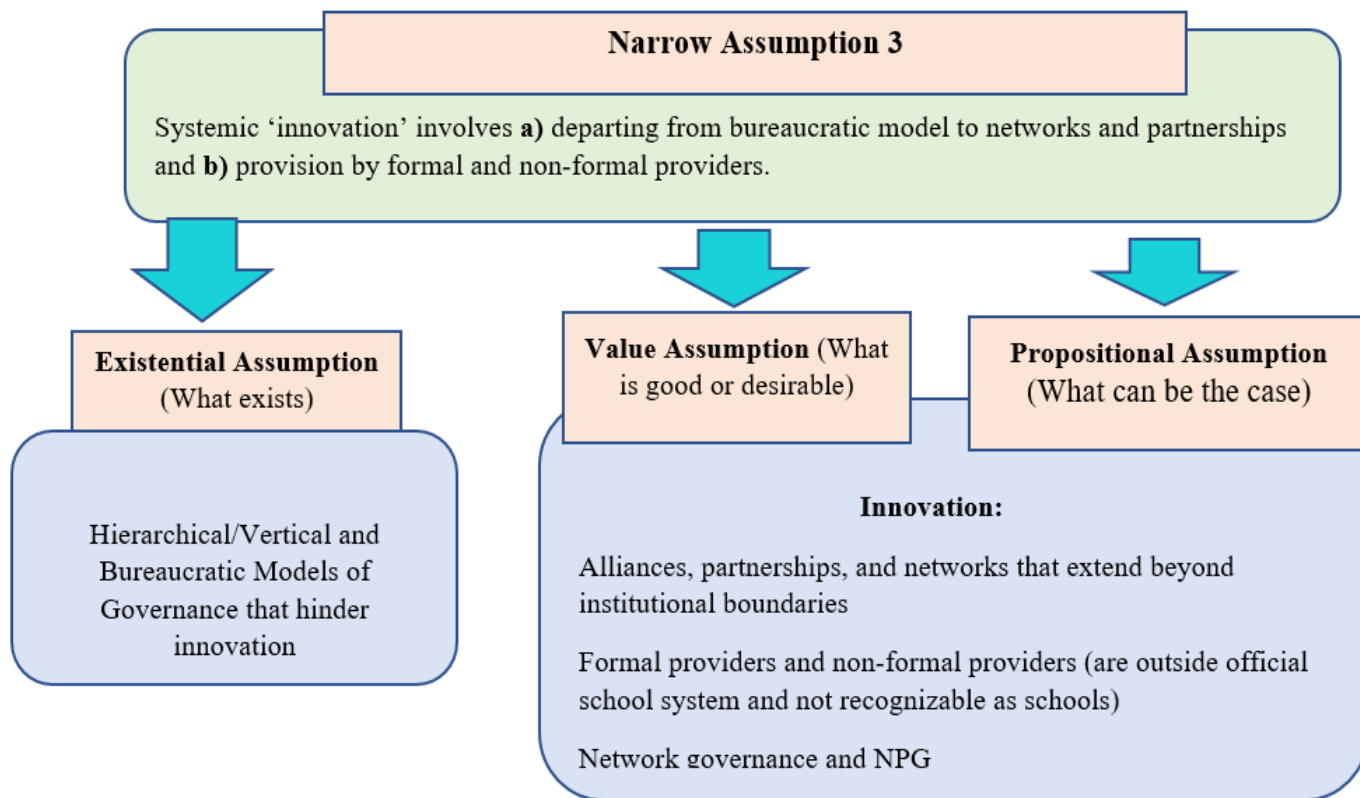 Narrow Assumption 3
Systemic ‘innovation’ involves a) departing from bureaucratic model to networks and partnerships
and b) provision by formal and non-formal providers.
Existential Assumption
(What exists)
Hierarchical/Vertical and
Bureaucratic Models of
Governance that hinder
innovation
Value Assumption (What
is good or desirable)
Propositional Assumption
(What can be the case)
Innovation:
Alliances, partnerships, and networks that extend beyond
institutional boundaries
Formal providers and non-formal providers (are outside official
school system and not recognizable as schools)
Network governance and NPG